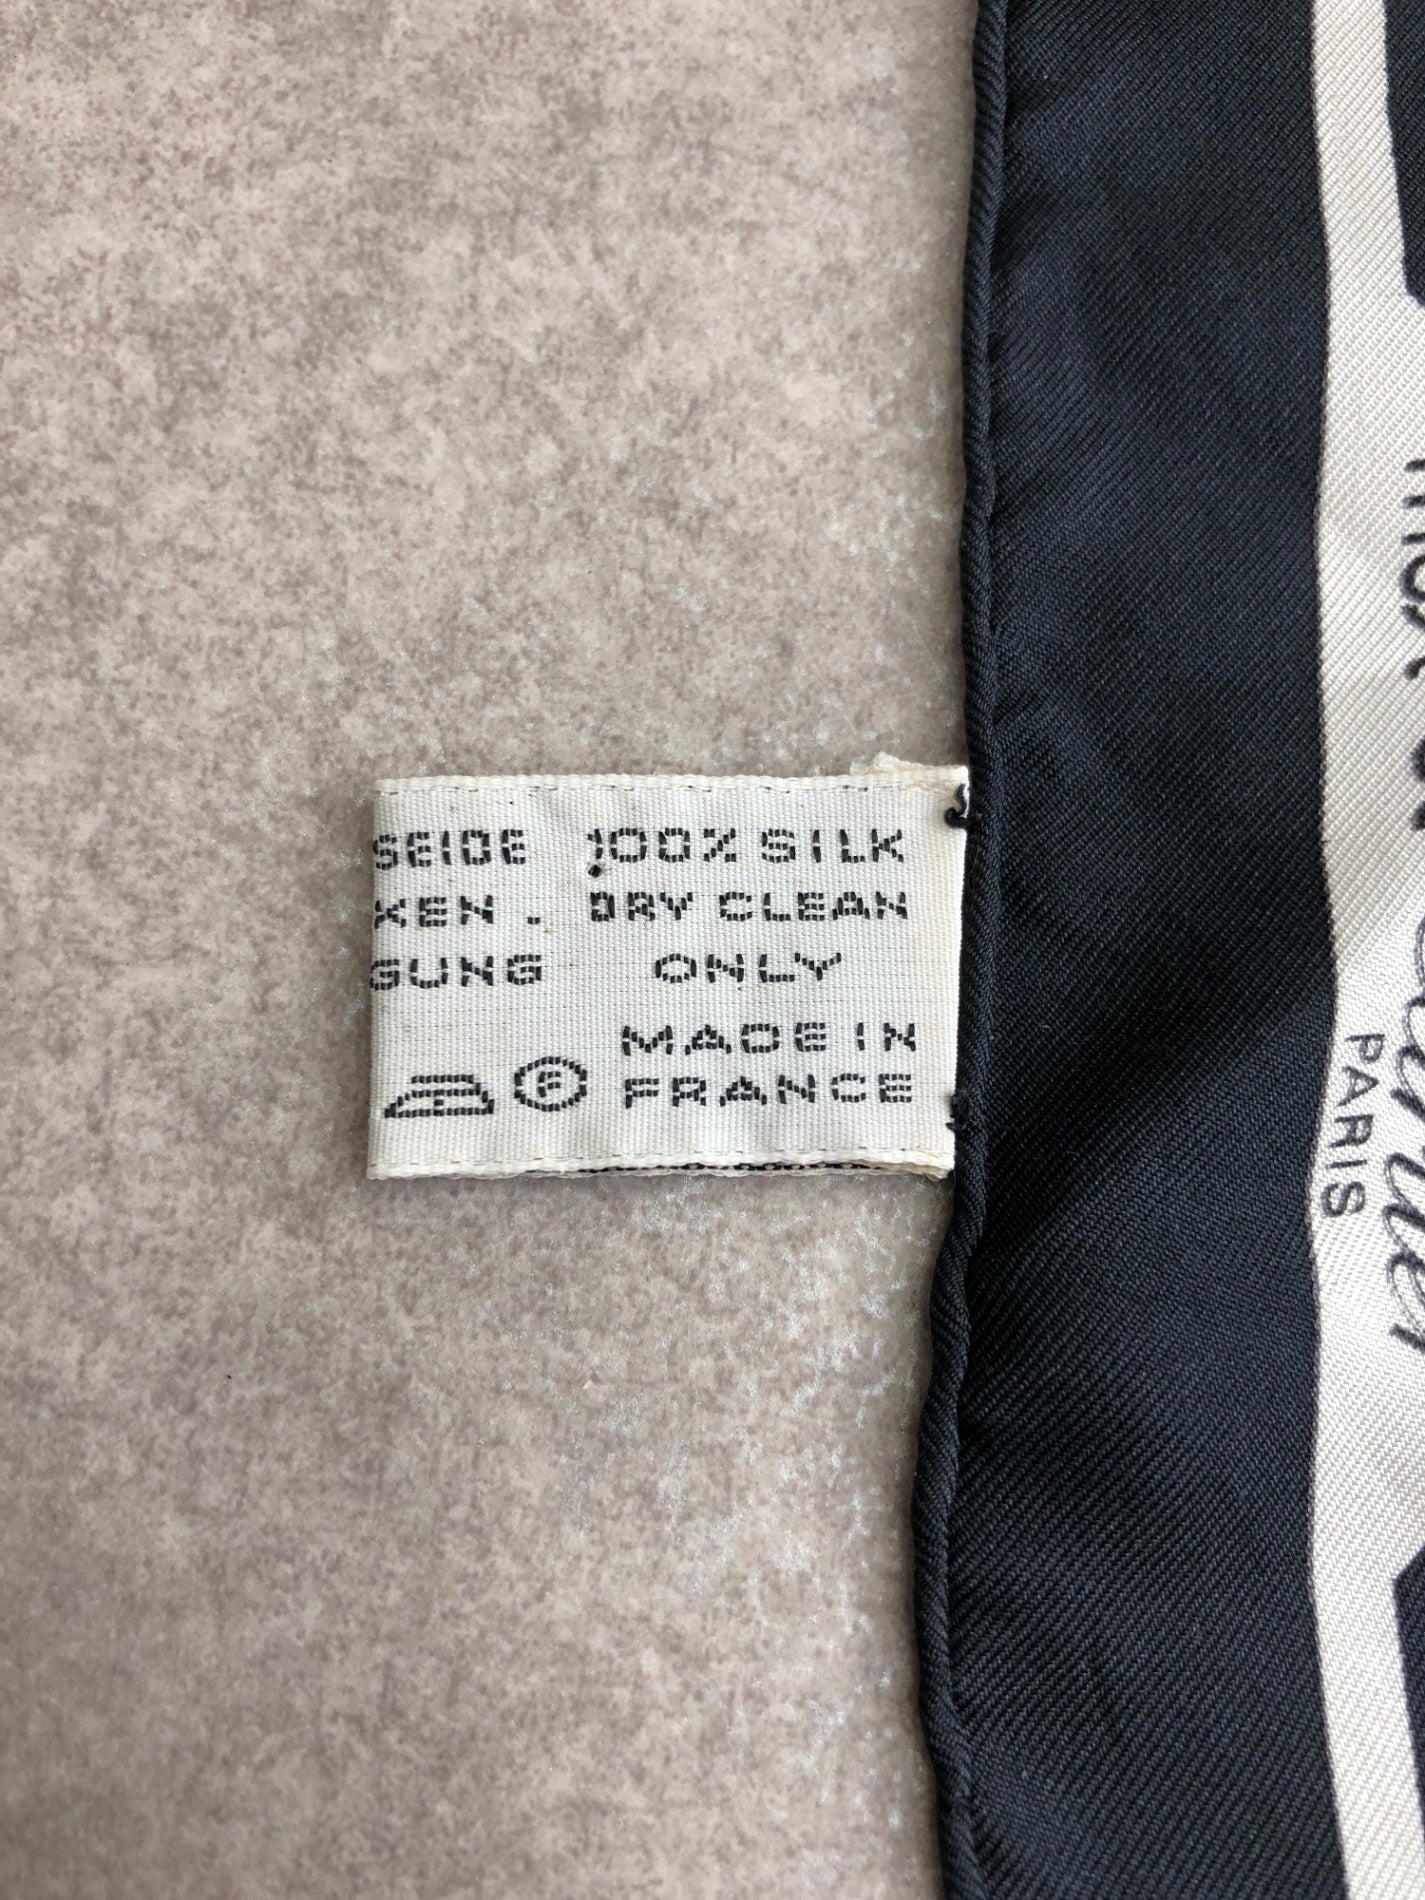 SEIDE 100% SILK
KEN . DRY CLEAN
GUNG ONLY
MADE IN
F FRANCE
PARIS